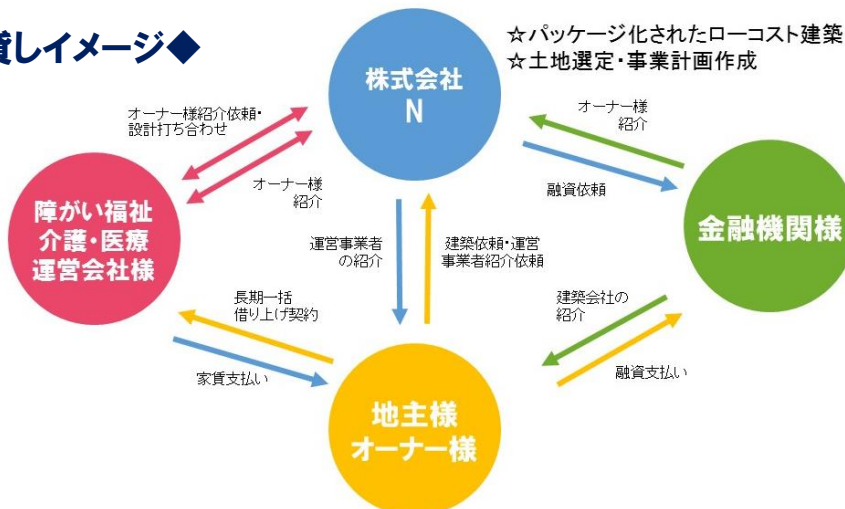 貸しイメージ◆
☆パッケージ化されたローコスト建築
☆土地選定・事業計画作成
株式会社
N
オーナー様紹介依頼・
設計打ち合わせ
オーナー様
紹介
オーナー様
紹介
融資依頼
障がい福祉
介護・医療
運営会社様
金融機関様
運営事業者
の紹介
建築依頼・運営
事業者紹介依頼
長期一括
借り上げ契約
建築会社の
紹介
家賃支払い
融資支払い
地主様
オーナー様